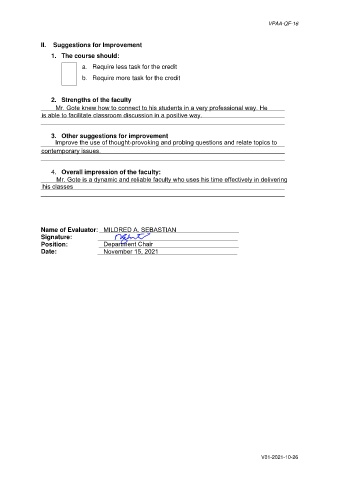 VPAA-QF-16
II. Suggestions for Improvement
1. The course should:
a. Require less task for the credit
b. Require more task for the credit
2. Strengths of the faculty
Mr. Gote knew how to connect to his students in a very professional way. He
is able to facilitate classroom discussion in a positive way.
3. Other suggestions for improvement
Improve the use of thought-provoking and probing questions and relate topics to
contemporary issues.
4. Overall impression of the faculty:
Mr. Gote is a dynamic and reliable faculty who uses his time effectively in delivering
his classes
Name of Evaluator: MILDRED A. SEBASTIAN
Signature:
Position: Department Chair
Date: November 15, 2021
V01-2021-10-26